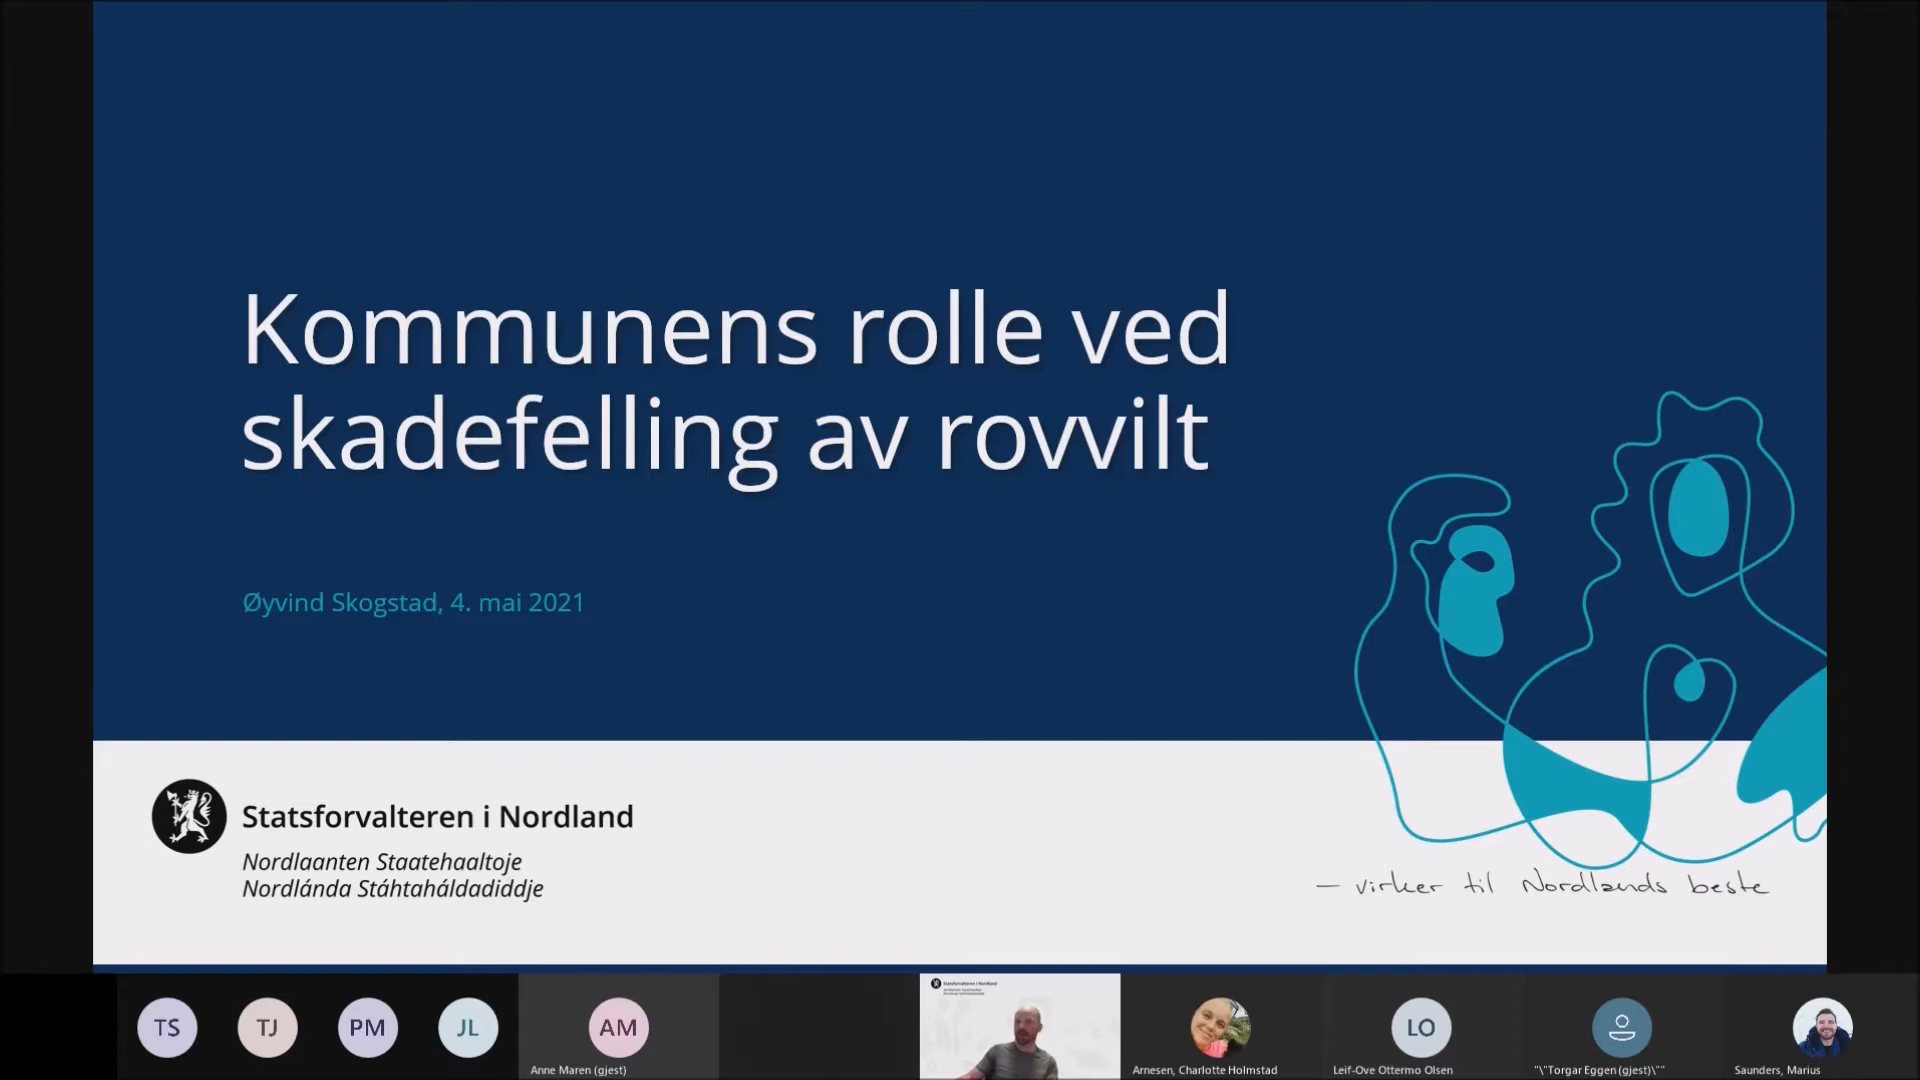 Kommunens rolle ved
skadefelling av rovvilt
Øyvind Skogstad, 4. mai 2021
Statsforvalteren i Nordland
Nordlaanten Staatehaaltoje
Nordlánda Stáhtaháldadiddje
– virker til Nordlands beste
TS
TJ
PM
JL
AM
LO
Anne Maren (gjest)
Statsforvalteren i Nordland
Arnesen, Charlotte Holmstad
Leif-Ove Ottermo Olsen
"\"Torgar Eggen (gjest)\""
Saunders, Marius